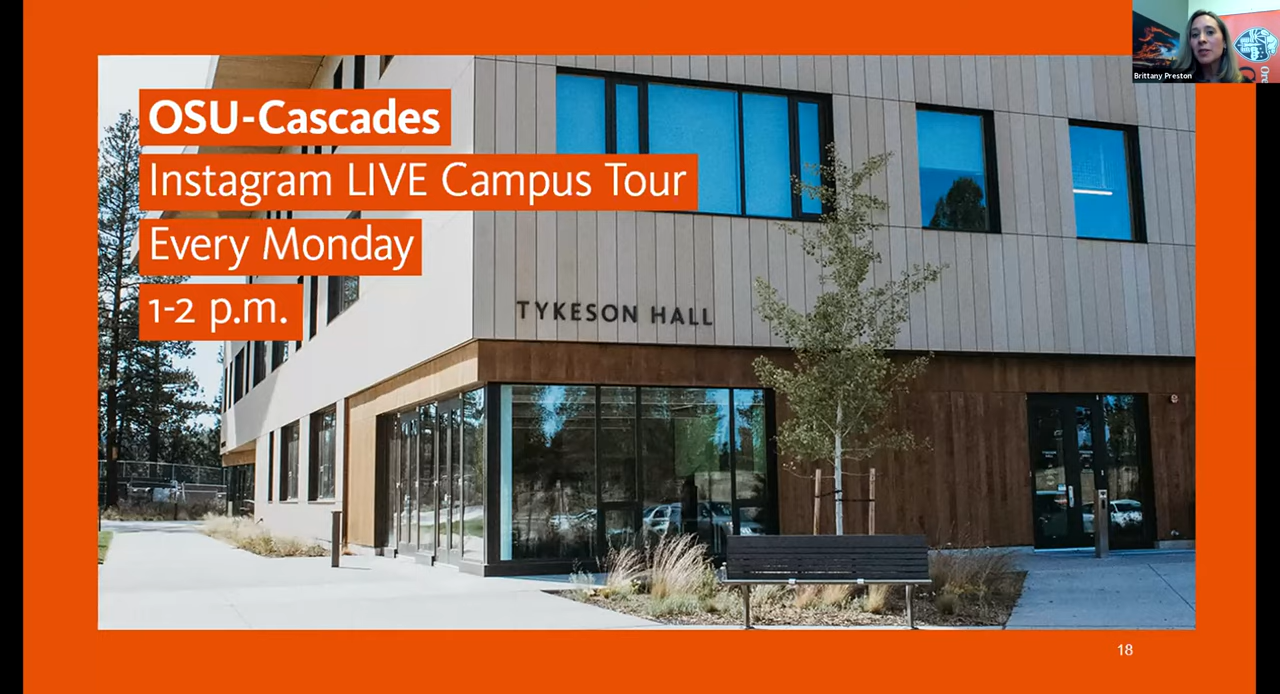 OSU-Cascades
Instagram LIVE Campus Tour
Every Monday
1-2 p.m.
TYKESON HALL
Brittany Preston
18